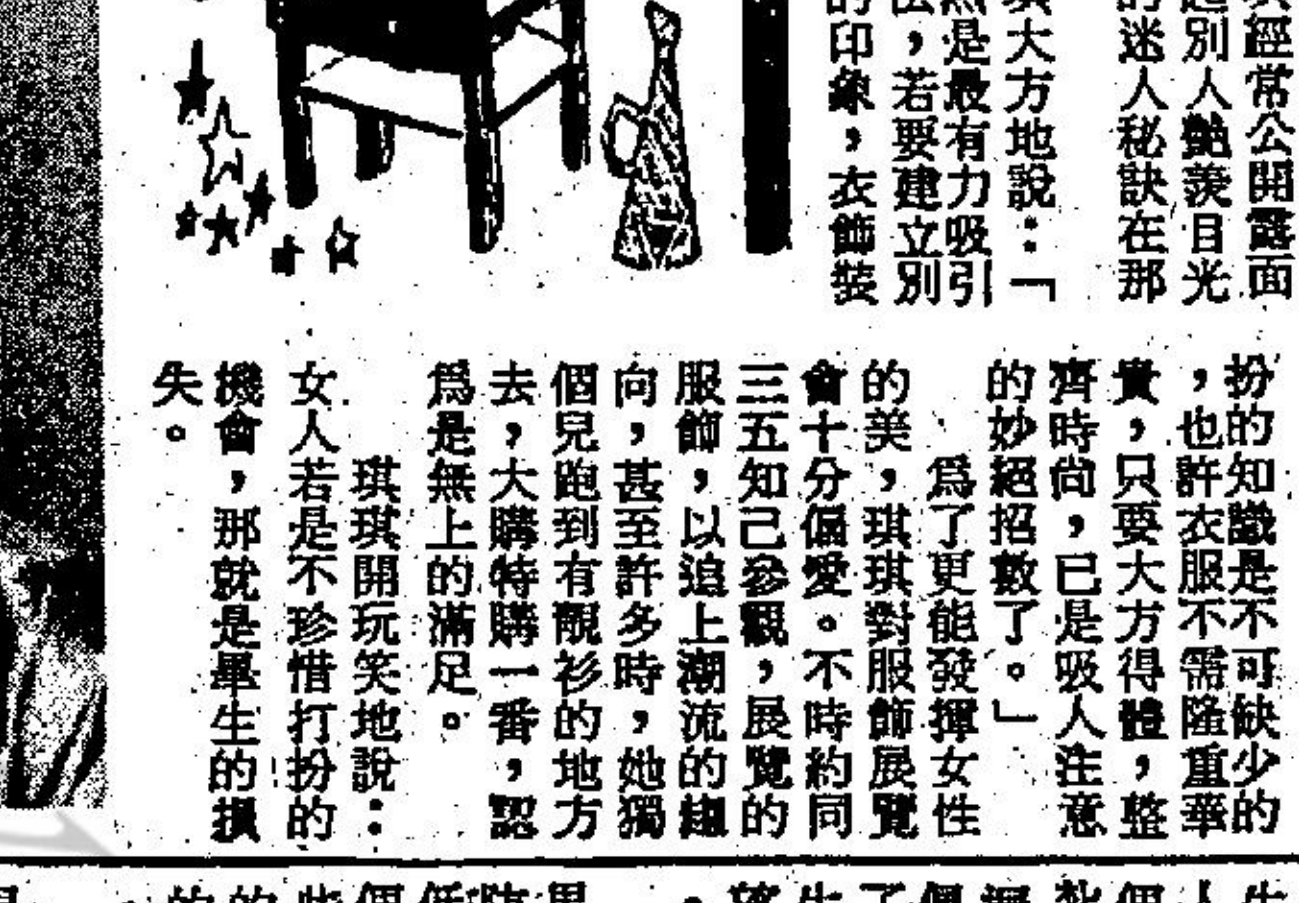 琪經常公開露面
起別人艷羨目光
的迷人秘訣在那
琪大方地說：「
然是最有力吸引
法，若要建立別
的印象，衣飾裝
扮的知識是不可缺少的
，也許衣服不需隆重華
貴，只要大方得體，整
齊時尚，已是吸人注意
的妙絕招數了。」
爲了更能發揮女性
的美，琪琪對服飾展覽
會十分偏愛。不時約同
三五知己參觀，展覽的
服飾，以追上潮流的趨
向，甚至許多時，她獨
個兒跑到有靚衫的地方
去，大購特購一番，認
爲是無上的滿足。
琪琪開玩笑地說：
女人若是不珍惜打扮的
機會，那就是畢生的損
失。